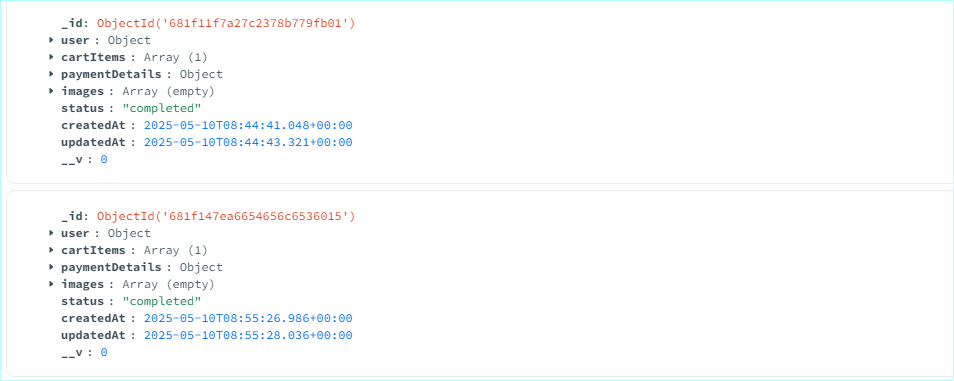 _id: ObjectId('681f11f7a27c2378b779fb01')
user : Object
cartItems : Array (1)
paymentDetails : Object
images : Array (empty)
status : "completed"
createdAt : 2025-05-10T08:44:41.048+00:00
updatedAt : 2025-05-10T08:44:43.321+00:00
__v : 0
_id: ObjectId('681f147ea6654656c6536015')
user : Object
cartItems : Array (1)
paymentDetails : Object
images : Array (empty)
status : "completed"
createdAt : 2025-05-10T08:55:26.986+00:00
updatedAt : 2025-05-10T08:55:28.036+00:00
__v : 0